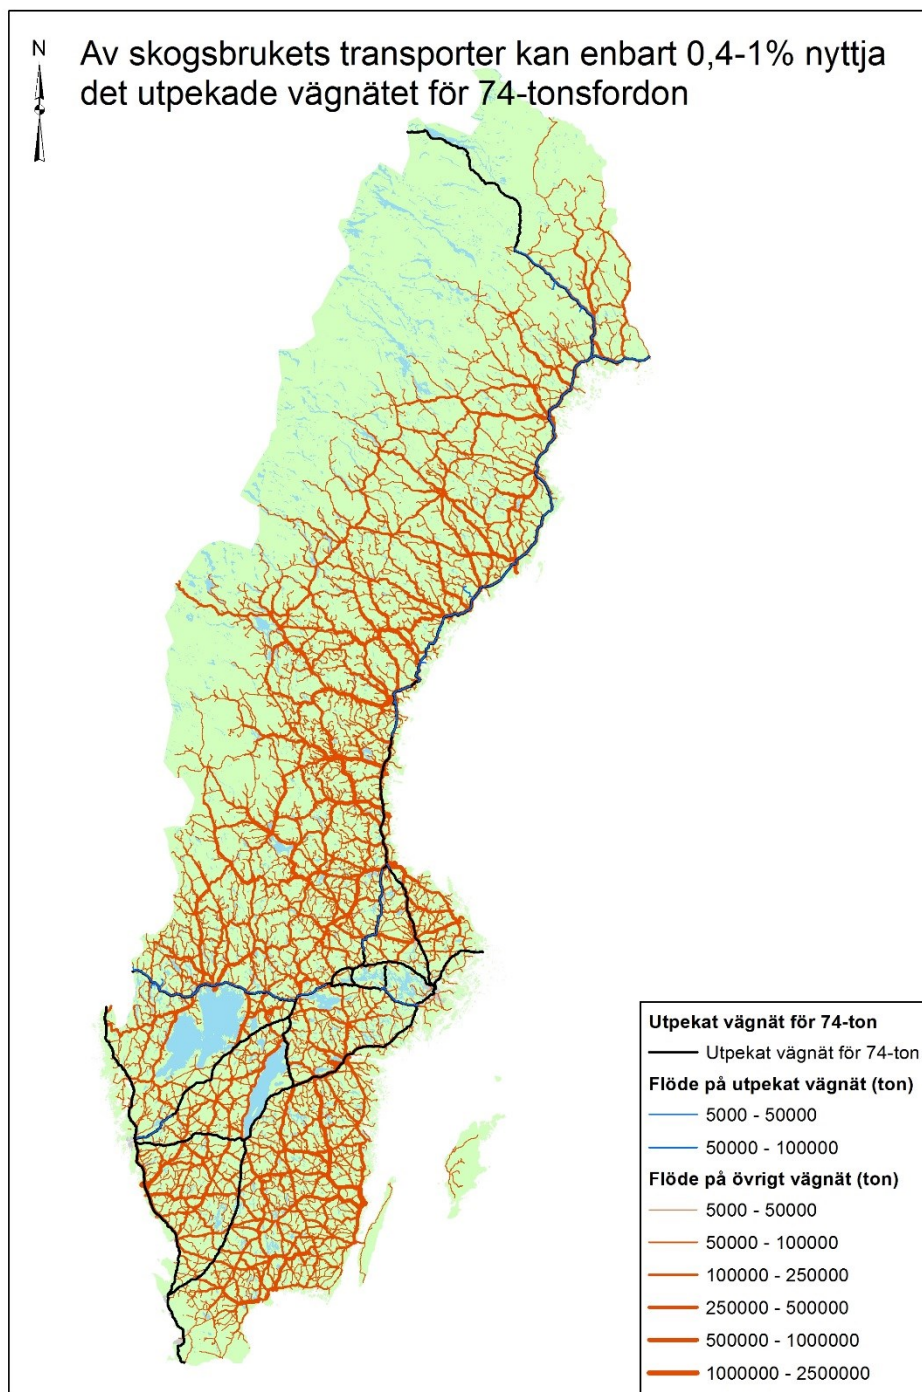 N
Av skogsbrukets transporter kan enbart 0,4-1% nyttja
det utpekade vägnätet för 74-tonsfordon
Utpekat vägnät för 74-ton
Utpekat vägnät för 74-ton
Flöde på utpekat vägnät (ton)
5000 - 50000
50000 - 100000
Flöde på övrigt vägnät (ton)
5000 - 50000
50000 - 100000
100000 - 250000
250000 - 500000
500000 - 1000000
1000000 - 2500000